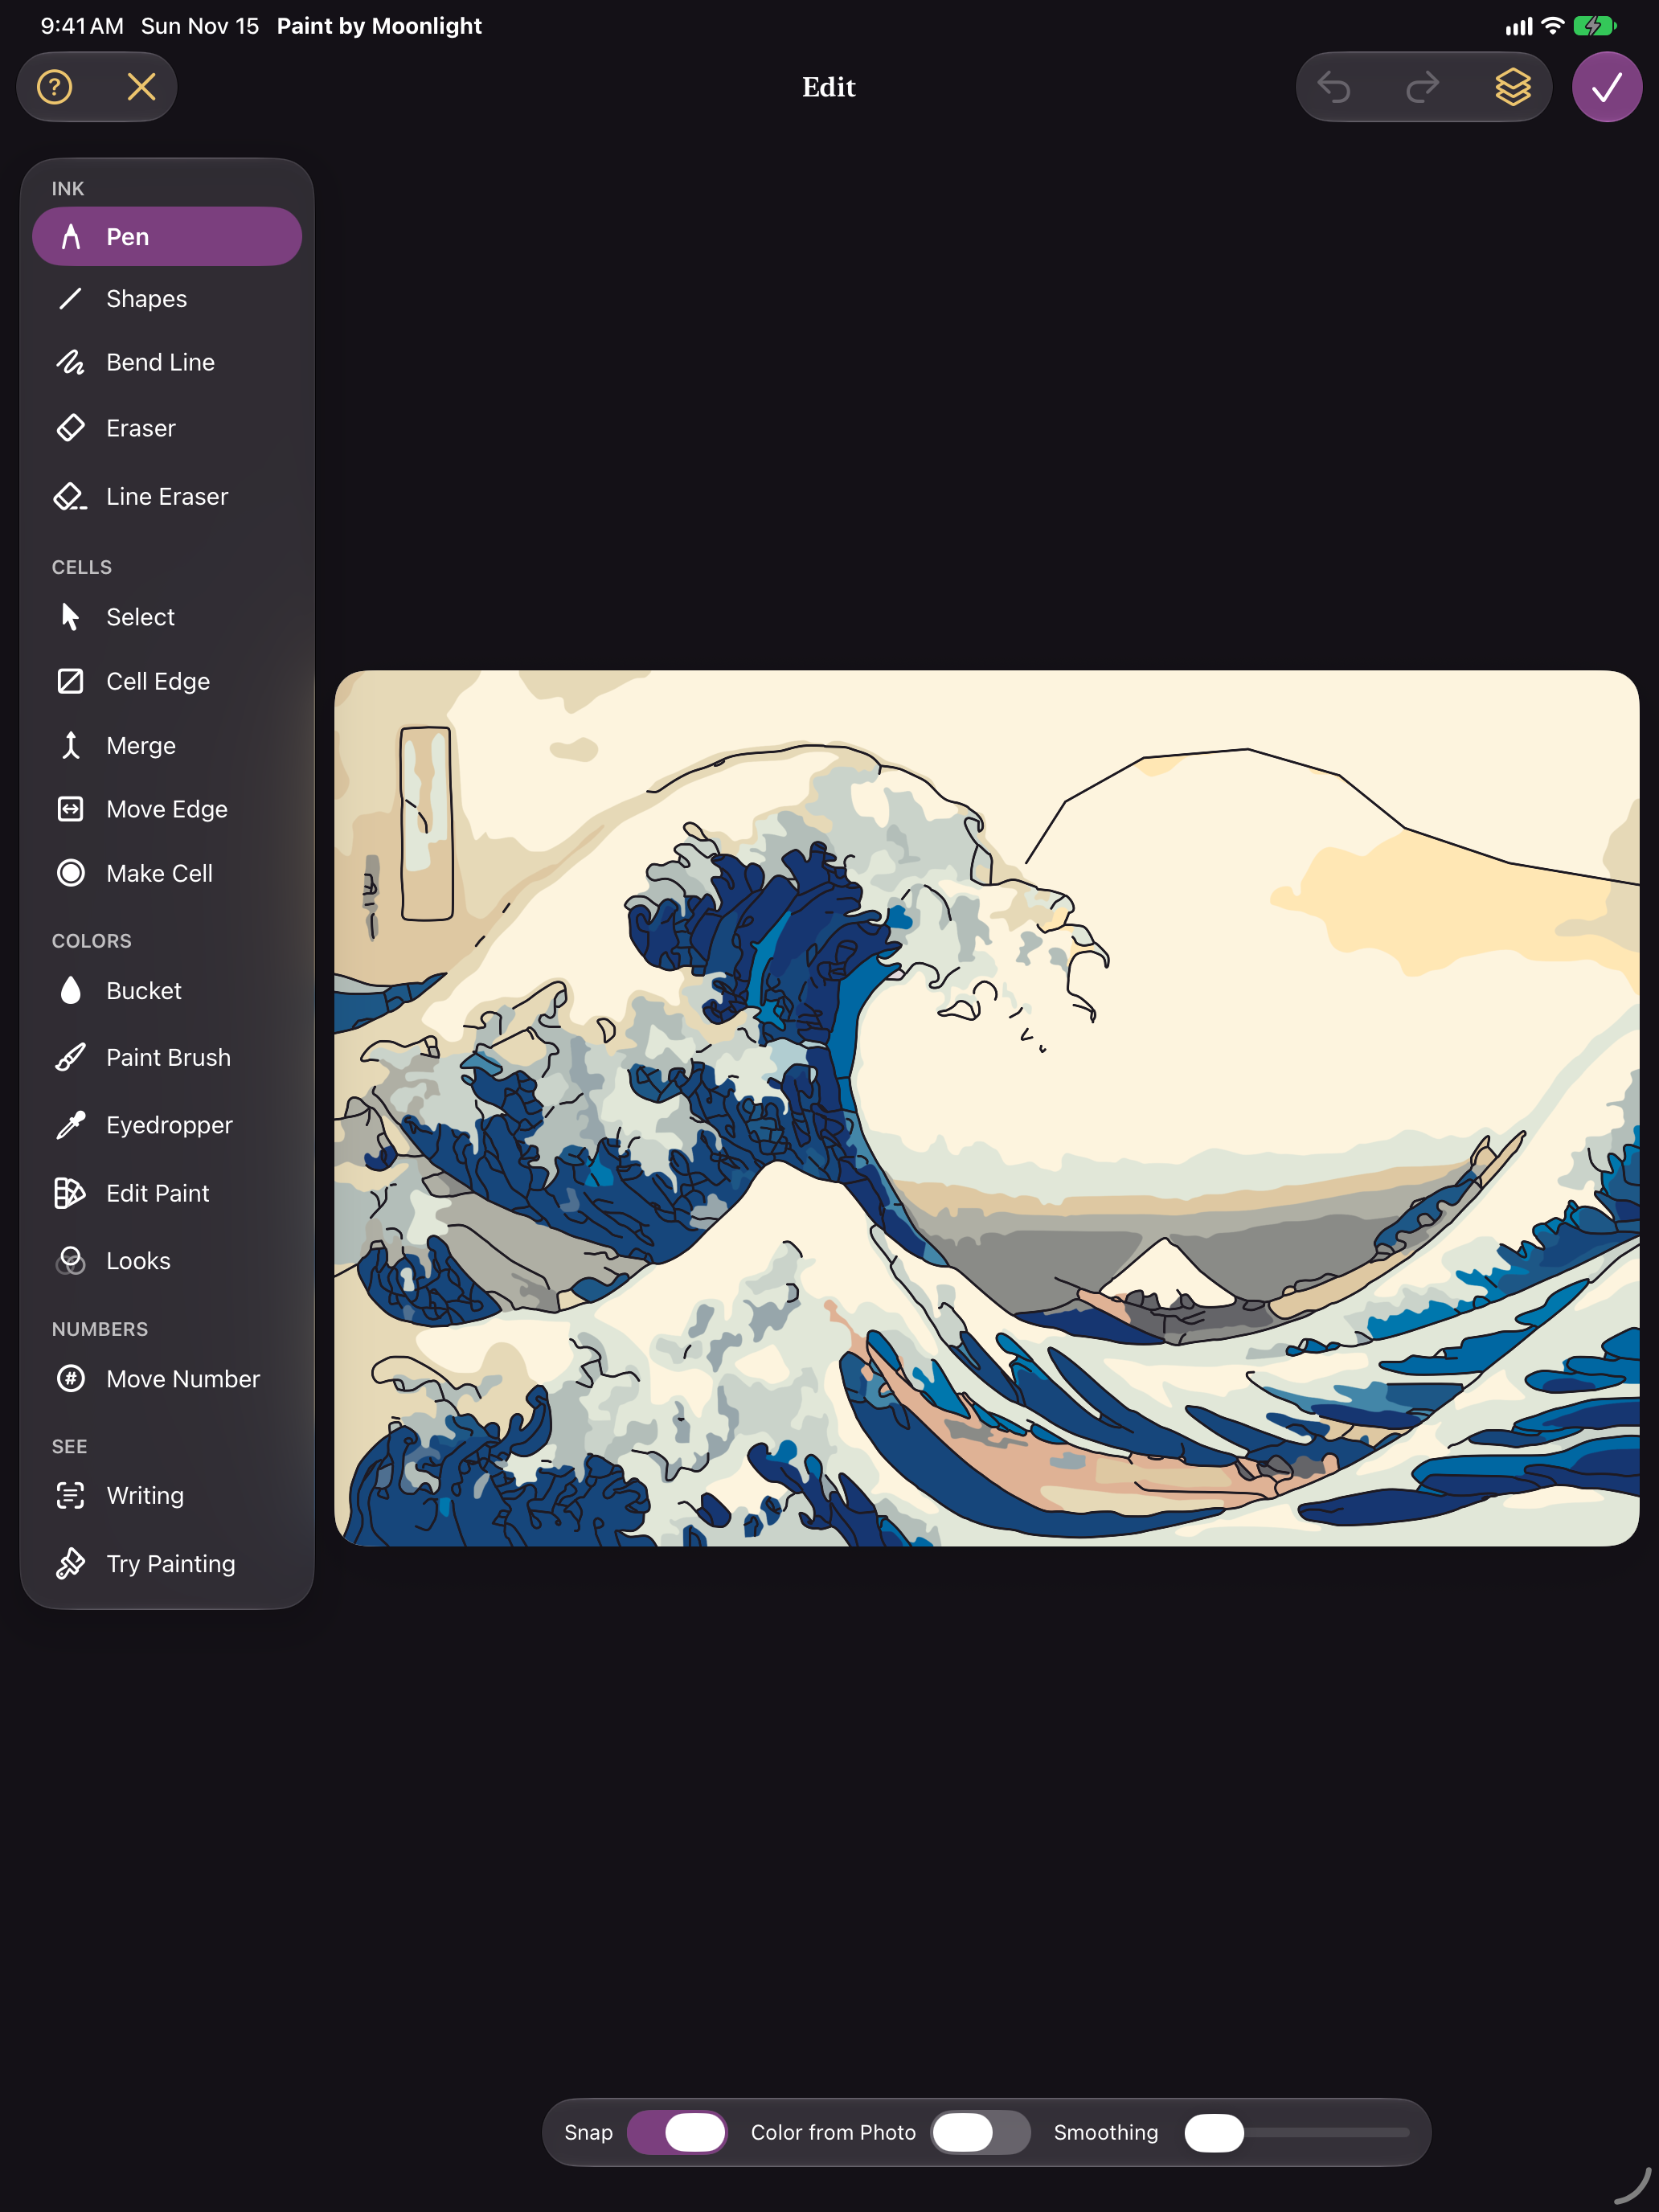 9:41 AM Sun Nov 15 Paint by Moonlight
Edit
INK
Pen
Shapes
Bend Line
Eraser
Line Eraser
CELLS
Select
Cell Edge
Merge
Move Edge
Make Cell
COLORS
Bucket
Paint Brush
Eyedropper
Edit Paint
Looks
NUMBERS
Move Number
SEE
Writing
Try Painting
Snap Color from Photo Smoothing